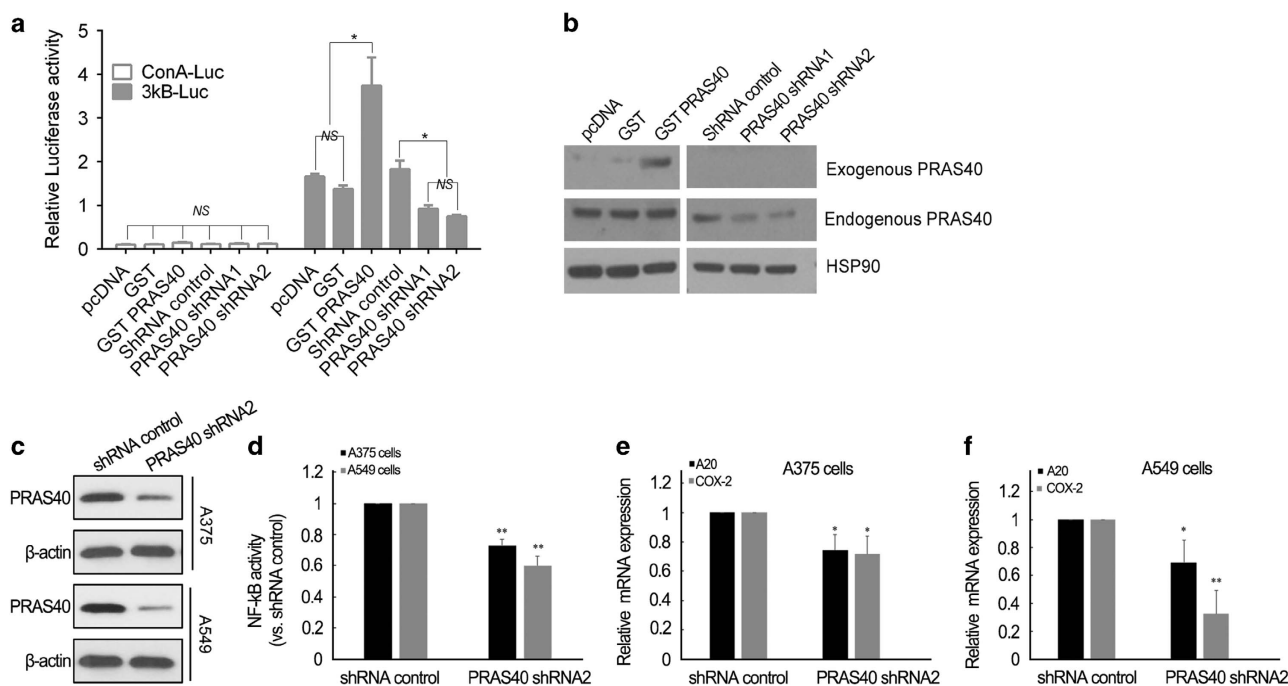 a
Relative Luciferase activity
5
4
3
2
1
0
ConA-Luc
3kB-Luc
NS
NS
*
*
NS
pcDNA
GST
GST PRAS40
ShRNA control
PRAS40 shRNA1
PRAS40 shRNA2
pcDNA
GST
GST PRAS40
ShRNA control
PRAS40 shRNA1
PRAS40 shRNA2
b
pcDNA
GST
GST PRAS40
ShRNA control
PRAS40 shRNA1
PRAS40 shRNA2
Exogenous PRAS40
Endogenous PRAS40
HSP90
c
shRNA control
PRAS40 shRNA2
PRAS40
β-actin
A375
PRAS40
β-actin
A549
d
A375 cells
A549 cells
NF-kB activity
(vs. shRNA control)
1.2
1
0.8
0.6
0.4
0.2
0
**
**
shRNA control
PRAS40 shRNA2
e
A20
COX-2
A375 cells
Relative mRNA expression
1.2
1
0.8
0.6
0.4
0.2
0
*
*
shRNA control
PRAS40 shRNA2
f
A20
COX-2
A549 cells
Relative mRNA expression
1.2
1
0.8
0.6
0.4
0.2
0
*
**
shRNA control
PRAS40 shRNA2